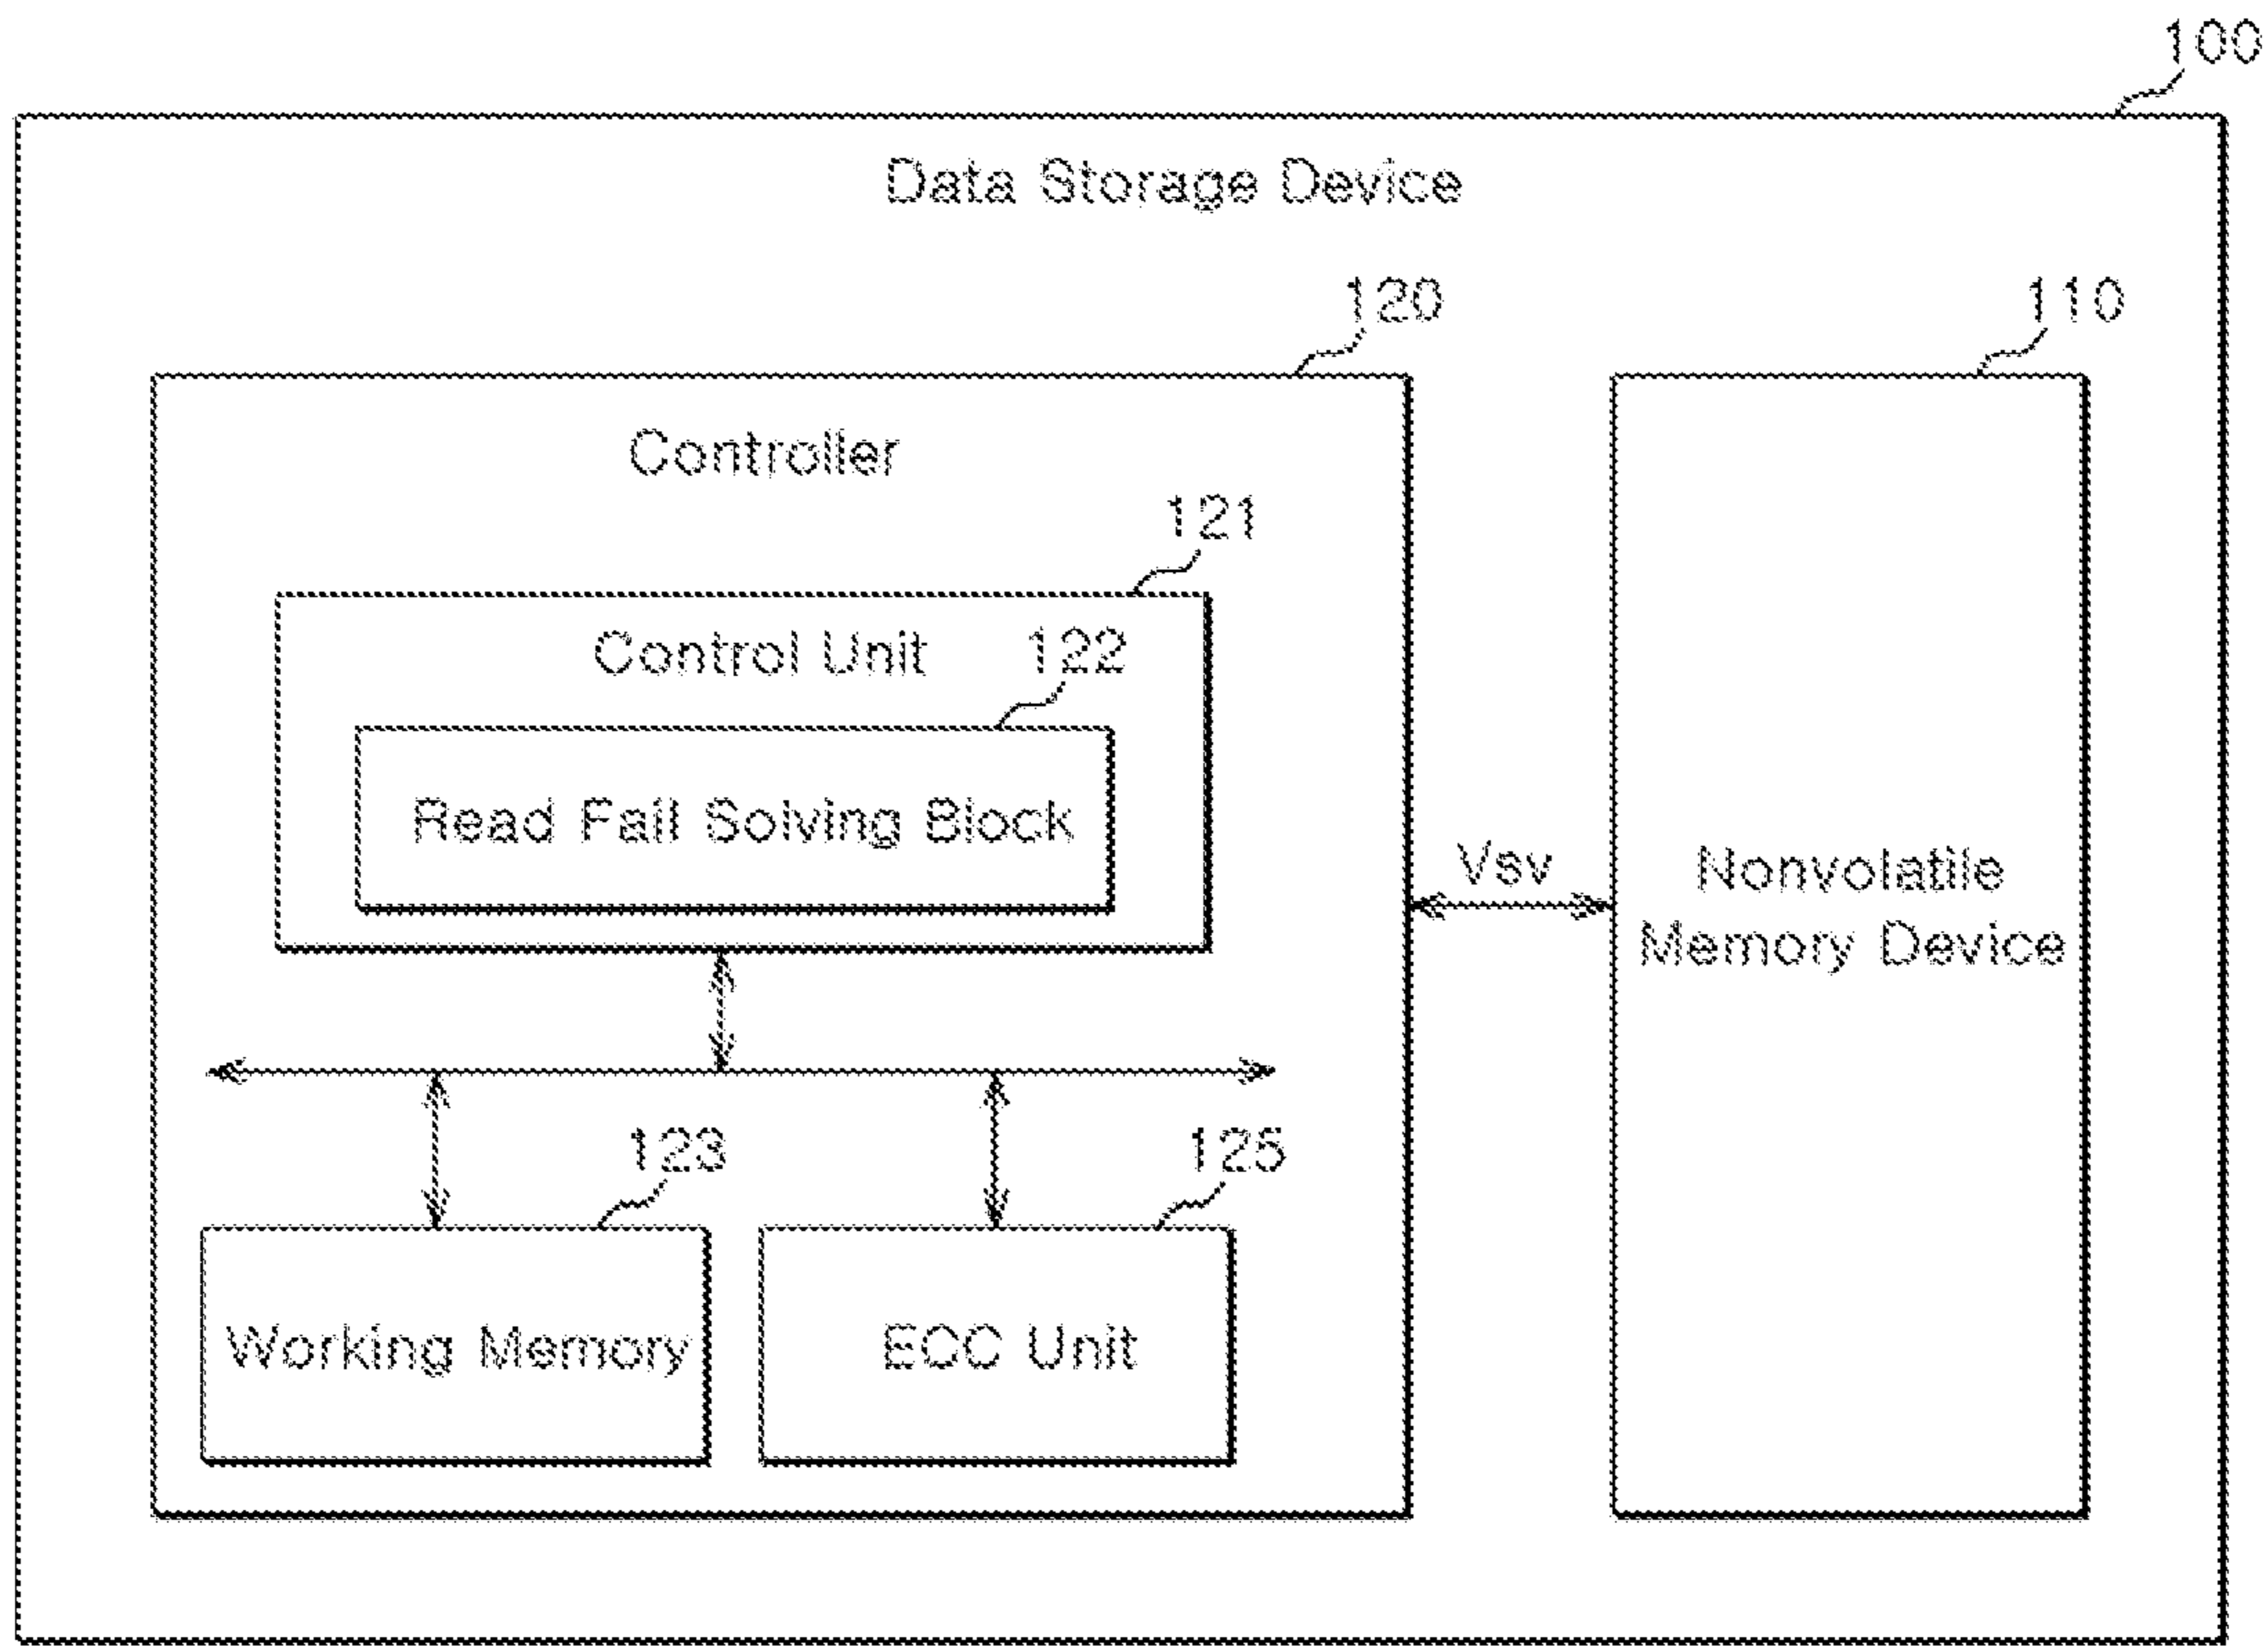 100
Data Storage Device
120
110
Controller
121
Control Unit
122
Read Fail Solving Block
Vsv
Nonvolatile
Memory Device
123
125
Working Memory
ECC Unit